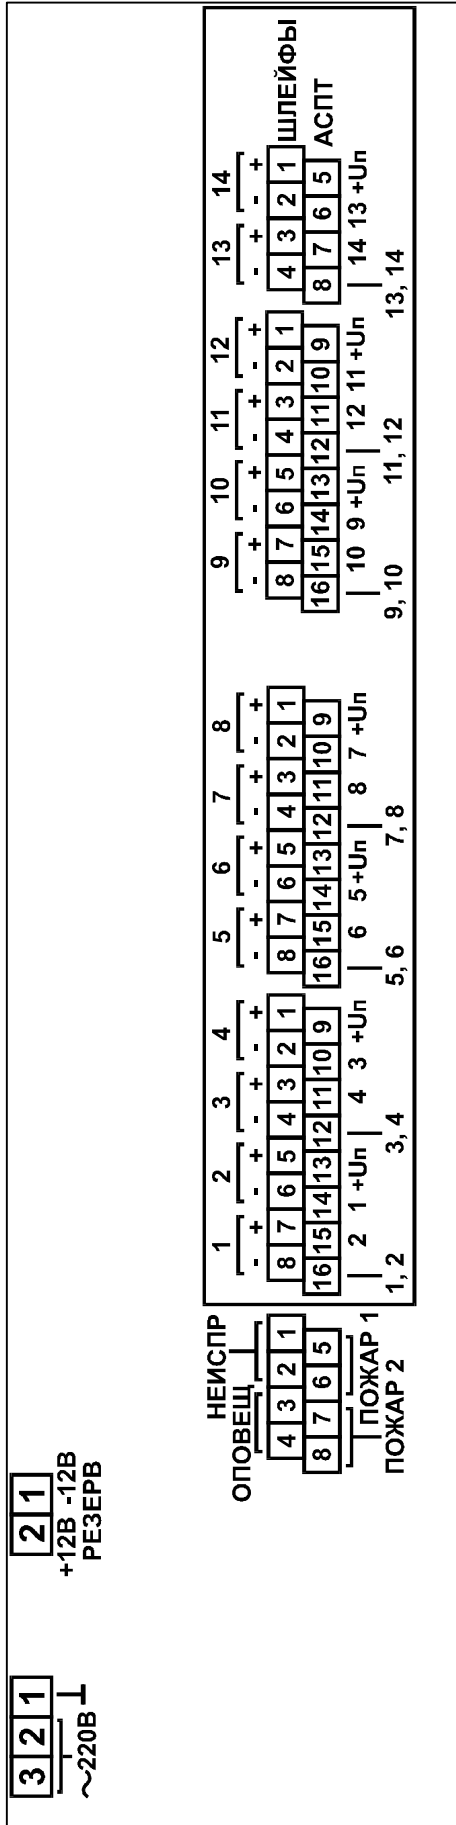 3 2 1
~220В
2 1
+12В -12В
РЕЗЕРВ
НЕИСПР
ОПОВЕЩ
4 3 2 1
8 7 6 5
ПОЖАР 1
ПОЖАР 2
1 2 3 4
- + - + - + - +
8 7 6 5 4 3 2 1
16 15 14 13 12 11 10 9
2 1 +Uп 4 3 +Uп
1, 2 3, 4
5 6 7 8
- + - + - + - +
8 7 6 5 4 3 2 1
16 15 14 13 12 11 10 9
6 5 +Uп 8 7 +Uп
5, 6 7, 8
9 10 11 12
- + - + - + - +
8 7 6 5 4 3 2 1
16 15 14 13 12 11 10 9
10 9 +Uп 12 11 +Uп
9, 10 11, 12
13 14
- + - +
4 3 2 1
8 7 6 5
14 13 +Uп
13, 14
ШЛЕЙФЫ
АСПТ